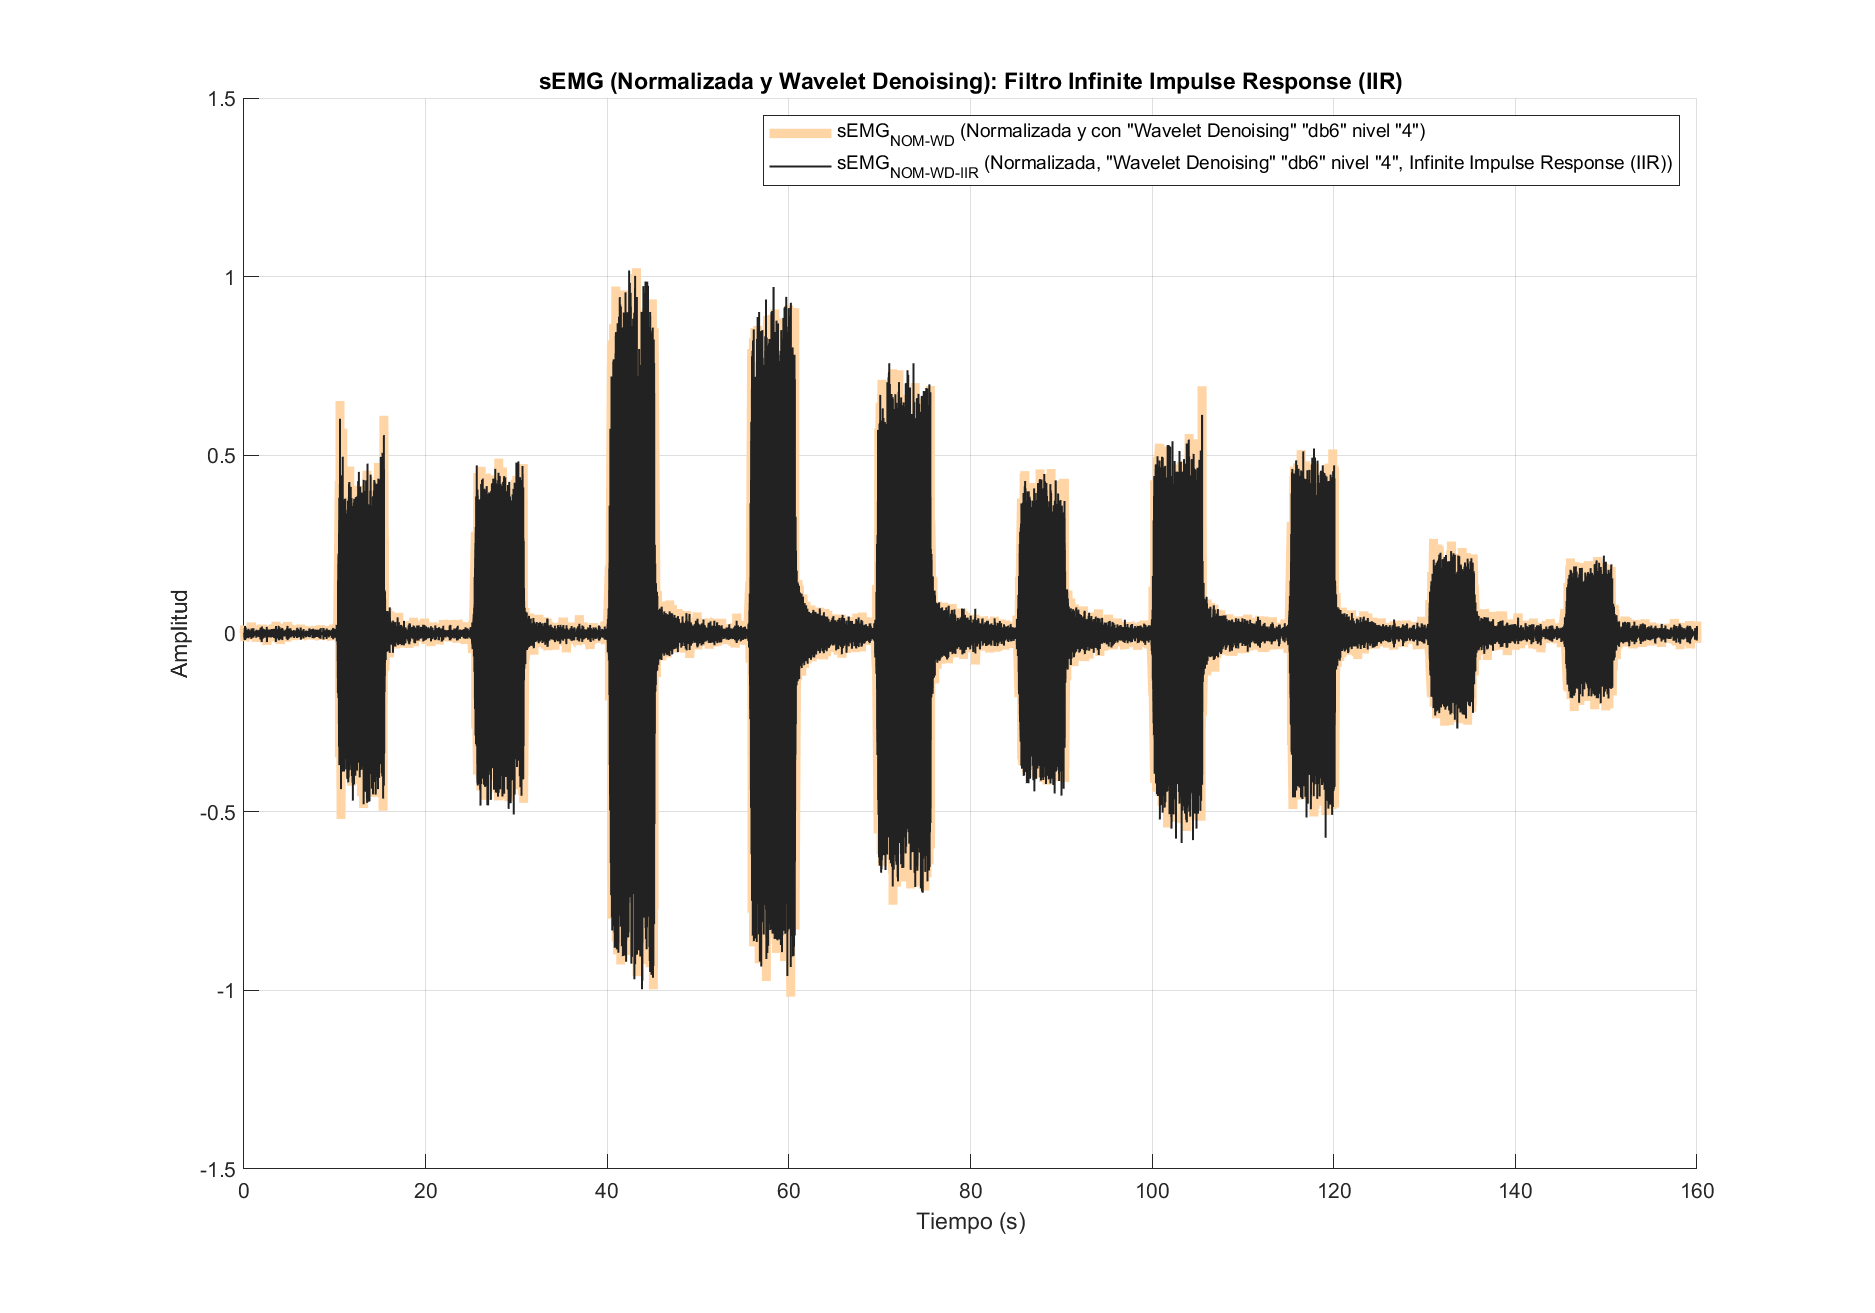 sEMG (Normalizada y Wavelet Denoising): Filtro Infinite Impulse Response (IIR)
sEMG_NOM-WD (Normalizada y con "Wavelet Denoising" "db6" nivel "4")
sEMG_NOM-WD-IIR (Normalizada, "Wavelet Denoising" "db6" nivel "4", Infinite Impulse Response (IIR))
Amplitud
1.5
1
0.5
0
-0.5
-1
-1.5
0 20 40 60 80 100 120 140 160
Tiempo (s)